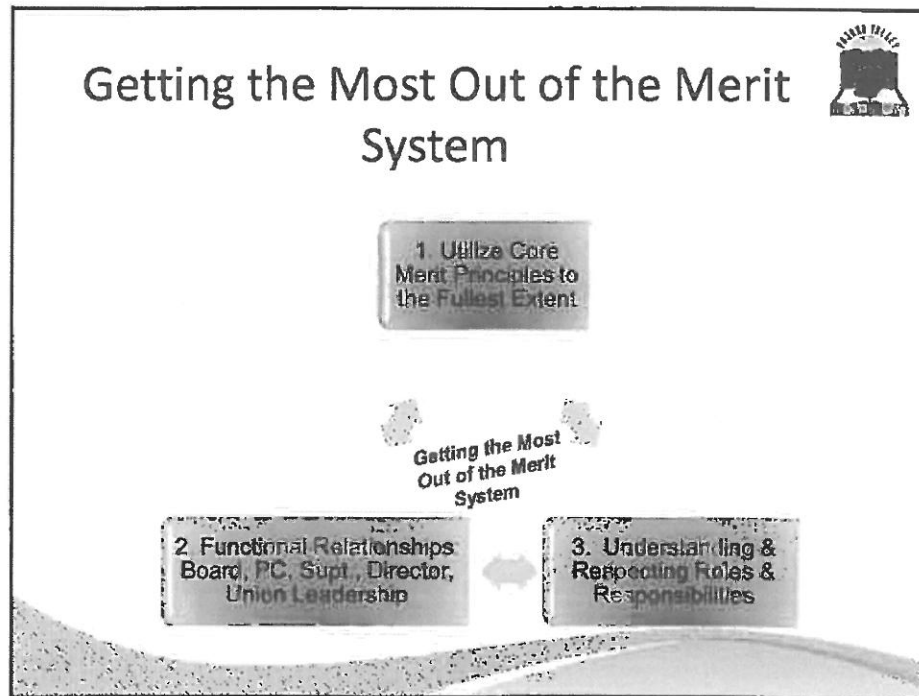 Getting the Most Out of the Merit
System
1. Utilize Core
Merit Principles to
the Fullest Extent
Getting the Most
Out of the Merit
System
2 Functional Relationships
Board, PC, Supt., Director,
Union Leadership
3. Understanding &
Respecting Roles &
Responsibilities